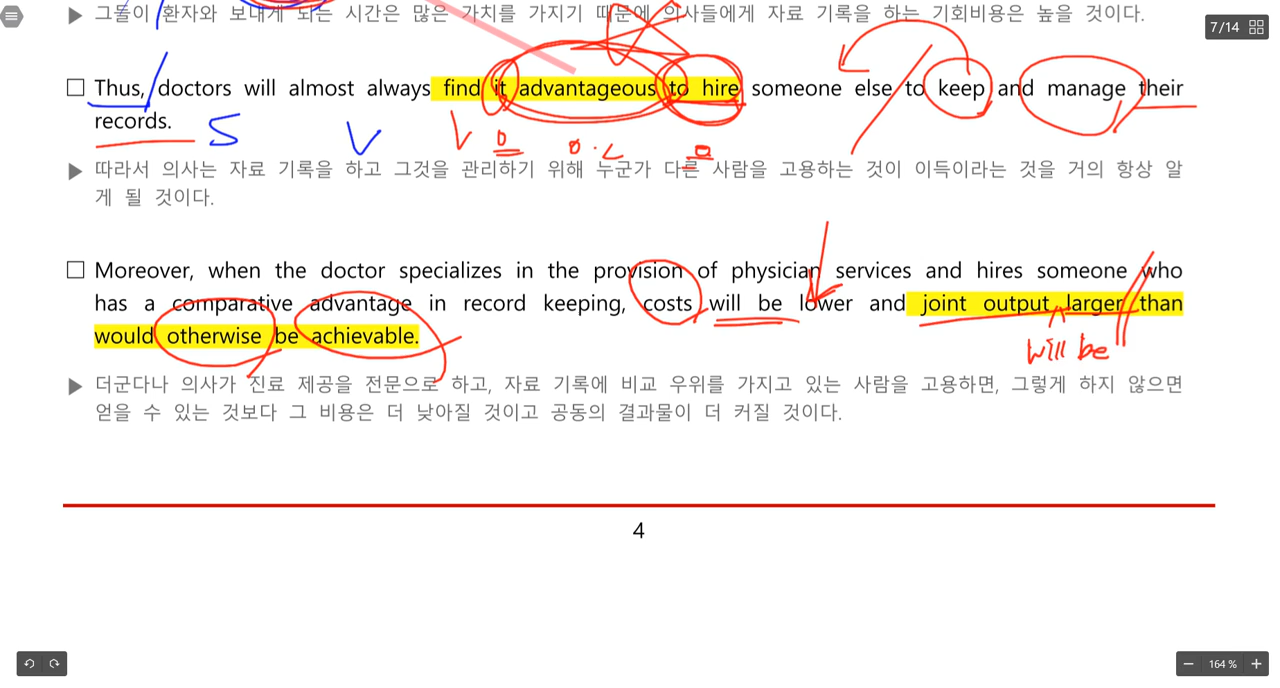 ▶ 그들이 환자와 보내게 되는 시간은 많은 가치를 가지기 때문에 의사들에게 자료 기록을 하는 기회비용은 높을 것이다.
7/14
□ Thus, doctors will almost always find it advantageous to hire someone else to keep and manage their
records.
S V V O O.C O
▶ 따라서 의사는 자료 기록을 하고 그것을 관리하기 위해 누군가 다른 사람을 고용하는 것이 이득이라는 것을 거의 항상 알
게 될 것이다.
□ Moreover, when the doctor specializes in the provision of physician services and hires someone who
has a comparative advantage in record keeping, costs will be lower and joint output larger than
will be
would otherwise be achievable.
▶ 더군다나 의사가 진료 제공을 전문으로 하고, 자료 기록에 비교 우위를 가지고 있는 사람을 고용하면, 그렇게 하지 않으면
얻을 수 있는 것보다 그 비용은 더 낮아질 것이고 공동의 결과물이 더 커질 것이다.
4
164 %